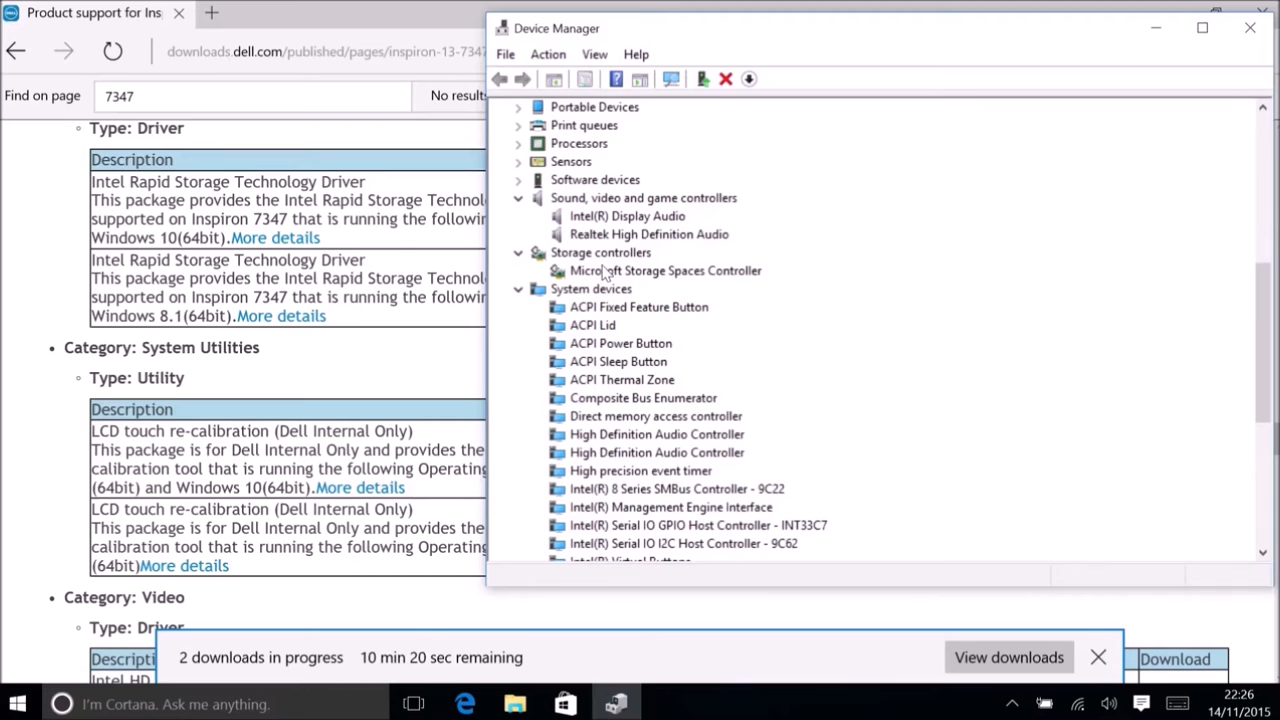 Product support for Ins
downloads.dell.com/published/pages/inspiron-13-7347
Find on page
7347
No results
Type: Driver
Description
Intel Rapid Storage Technology Driver
This package provides the Intel Rapid Storage Technol
supported on Inspiron 7347 that is running the following
Windows 10(64bit).More details
Intel Rapid Storage Technology Driver
This package provides the Intel Rapid Storage Technol
supported on Inspiron 7347 that is running the following
Windows 8.1(64bit).More details
Category: System Utilities
Type: Utility
Description
LCD touch re-calibration (Dell Internal Only)
This package is for Dell Internal Only and provides the
calibration tool that is running the following Operating
(64bit) and Windows 10(64bit).More details
LCD touch re-calibration (Dell Internal Only)
This package is for Dell Internal Only and provides the
calibration tool that is running the following Operating
(64bit)More details
Category: Video
Type: Driver
Descripti
Download
Intel HD
Device Manager
File Action View Help
Portable Devices
Print queues
Processors
Sensors
Software devices
Sound, video and game controllers
Intel(R) Display Audio
Realtek High Definition Audio
Storage controllers
Microsoft Storage Spaces Controller
System devices
ACPI Fixed Feature Button
ACPI Lid
ACPI Power Button
ACPI Sleep Button
ACPI Thermal Zone
Composite Bus Enumerator
Direct memory access controller
High Definition Audio Controller
High Definition Audio Controller
High precision event timer
Intel(R) 8 Series SMBus Controller - 9C22
Intel(R) Management Engine Interface
Intel(R) Serial IO GPIO Host Controller - INT33C7
Intel(R) Serial IO I2C Host Controller - 9C62
Intel(R) Virtual Buttons
2 downloads in progress 10 min 20 sec remaining
View downloads
I'm Cortana. Ask me anything.
22:26
14/11/2015